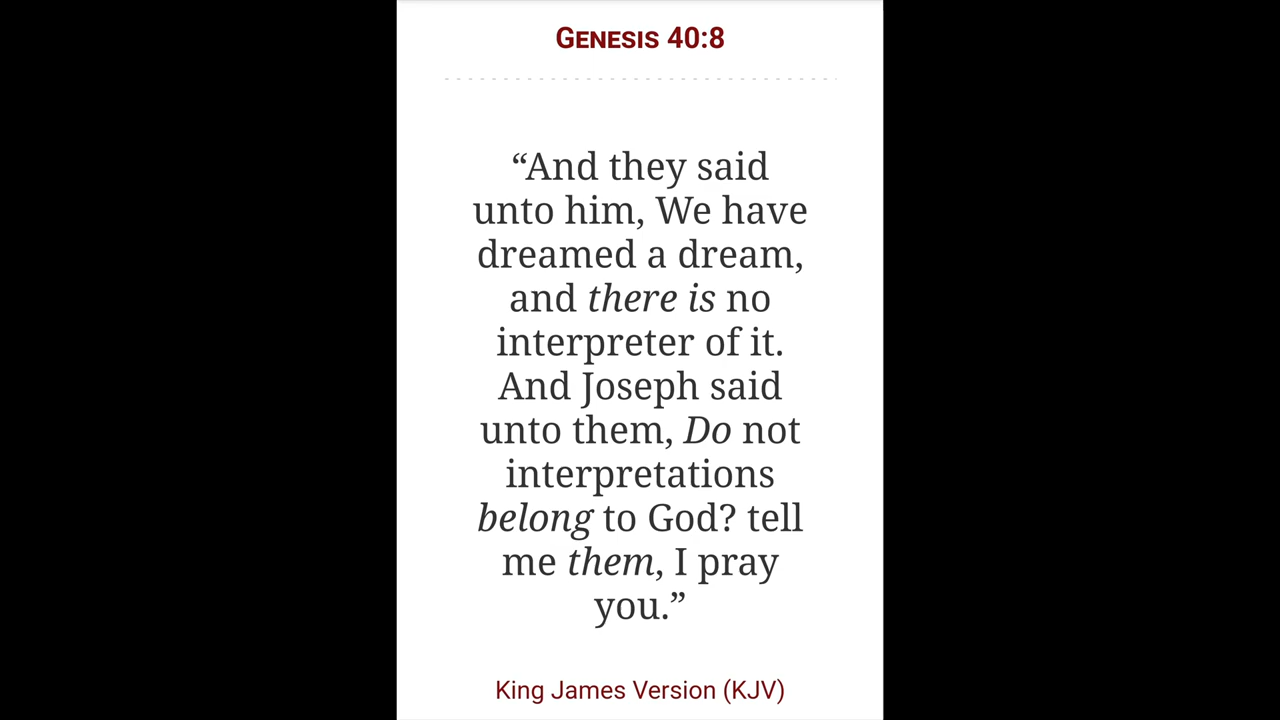 GENESIS 40:8
“And they said
unto him, We have
dreamed a dream,
and there is no
interpreter of it.
And Joseph said
unto them, Do not
interpretations
belong to God? tell
me them, I pray
you.”
King James Version (KJV)